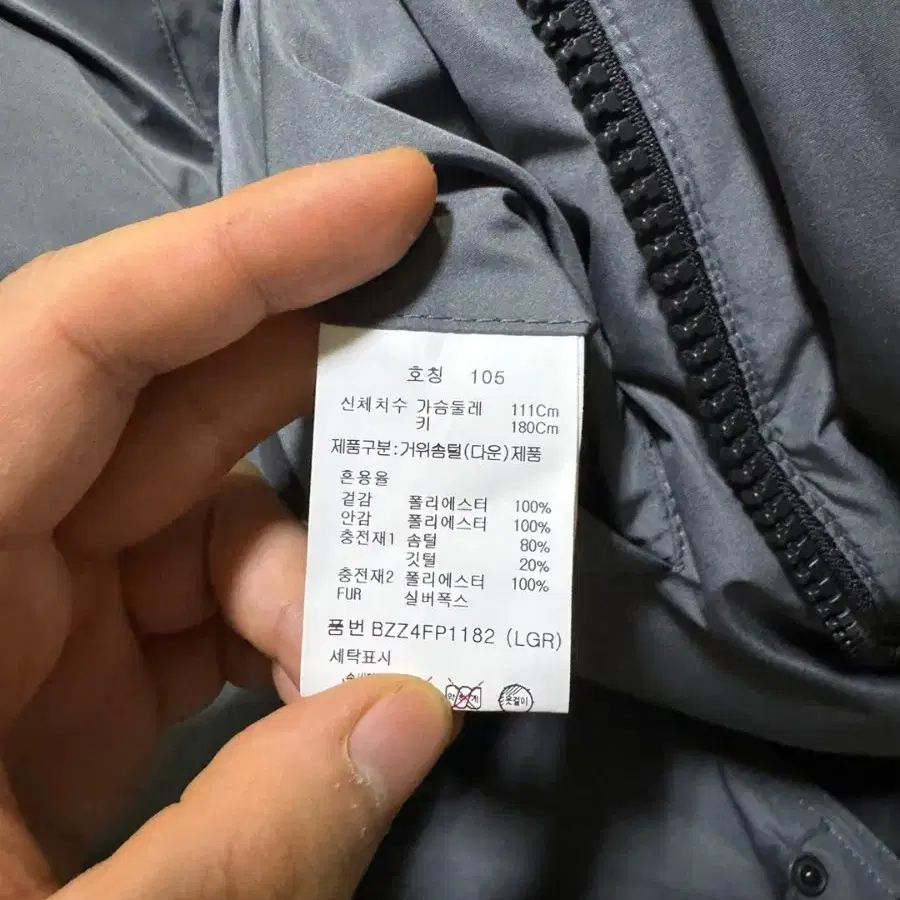 호칭 105
신체치수 가슴둘레 111Cm
키 180Cm
제품구분:거위솜털(다운)제품
혼용율
겉감 폴리에스터 100%
안감 폴리에스터 100%
충전재1 솜털 80%
깃털 20%
충전재2 폴리에스터 100%
FUR 실버폭스
품번 BZZ4FP1182 (LGR)
세탁표시
옷걸이